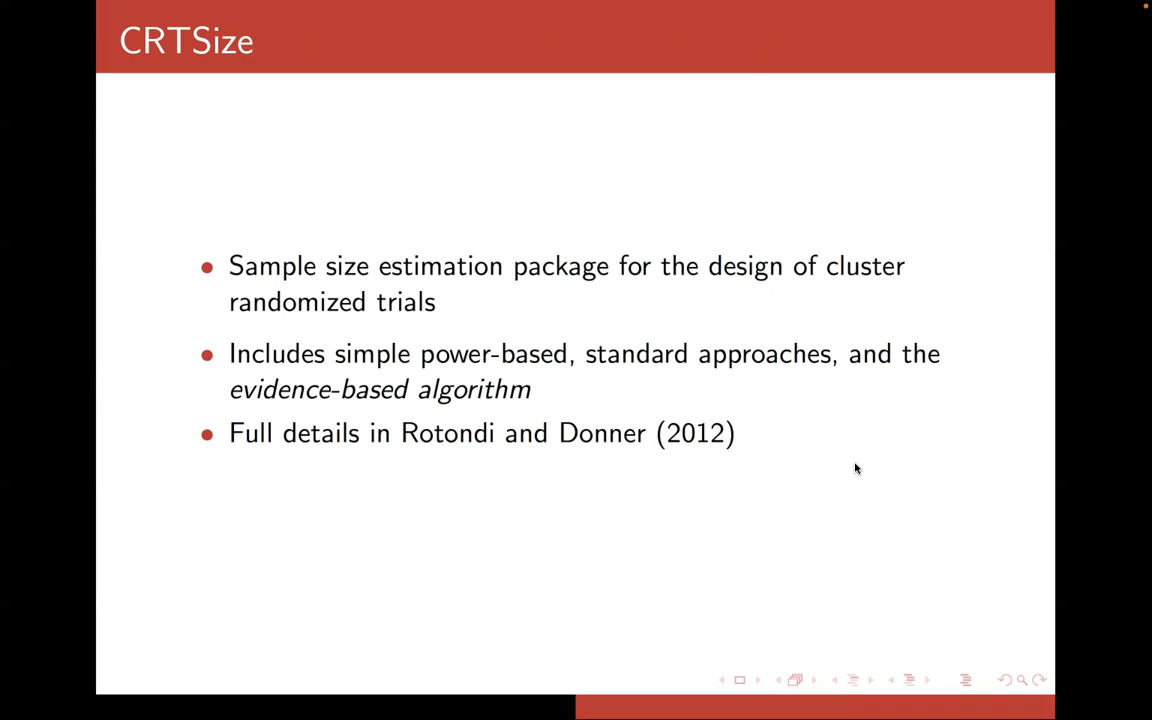 CRTSize
Sample size estimation package for the design of cluster
randomized trials
Includes simple power-based, standard approaches, and the
evidence-based algorithm
Full details in Rotondi and Donner (2012)